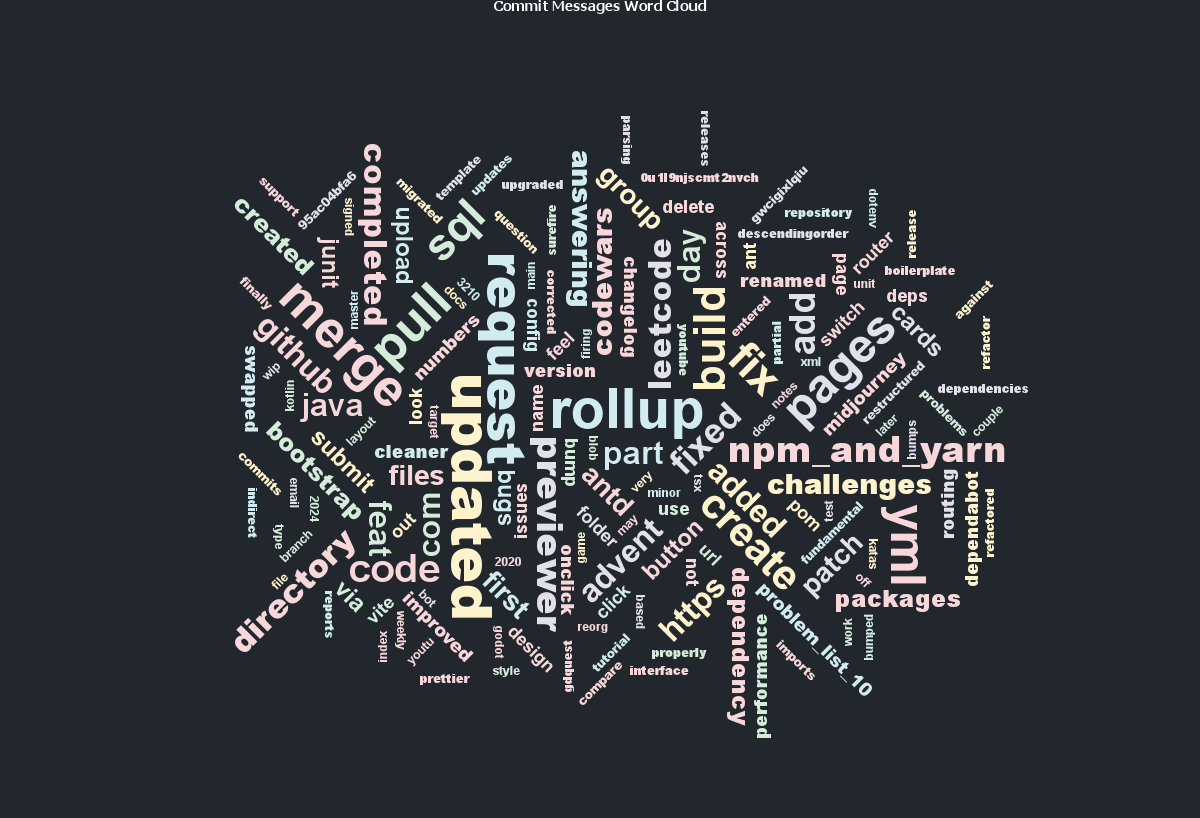 Commit Messages Word Cloud
releases
parsing
completed
answering
template
updates
support
95ac04bfa6
migrated
upgraded
group
0u1l9njscmt2nvch
gwcigixlqiu
created
signed
upload
sql
question
surefire
codewars
delete
repository
dotenv
release
junit
day
across
ant
descendingorder
router
page
boilerplate
finally
master
pull
3210
docs
request
main
corrected
changelog
leetcode
renamed
unit
deps
against
merge
github
numbers
config
feel
firing
youtube
build
entered
partial
add
switch
cards
refactor
swapped
wip
kotlin
java
look
version
fix
xml
pages
midjourney
restructured
dependencies
layout
target
updated
name
rollup
notes
does
later
problems
couple
bootstrap
submit
cleaner
files
previewer
bump
blob
part
fixed
npm_and_yarn
bumps
commits
email
indirect
2024
feat
com
out
bugs
issues
antd
very
minor
use
tsx
added
challenges
routing
dependabot
refactored
type
branch
directory
code
folder
may
advent
button
create
pom
test
fundamental
yml
file
via
vite
bot
2020
first
onclick
game
click
url
not
patch
katas
off
packages
reports
index
weekly
improved
youtu
godot
design
reorg
based
https
dependency
problem_list_10
work
bumped
prettier
style
tutorial
compare
interface
properly
performance
imports